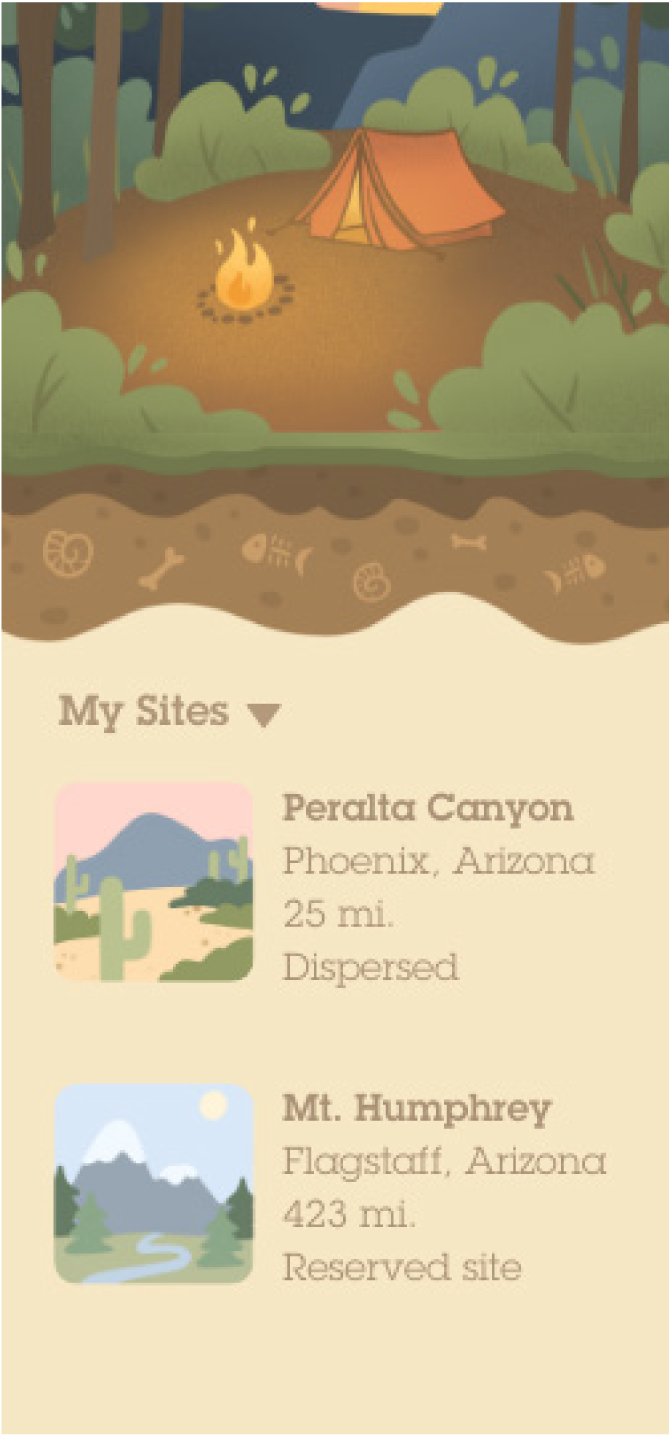 My Sites
Peralta Canyon
Phoenix, Arizona
25 mi.
Dispersed
Mt. Humphrey
Flagstaff, Arizona
423 mi.
Reserved site